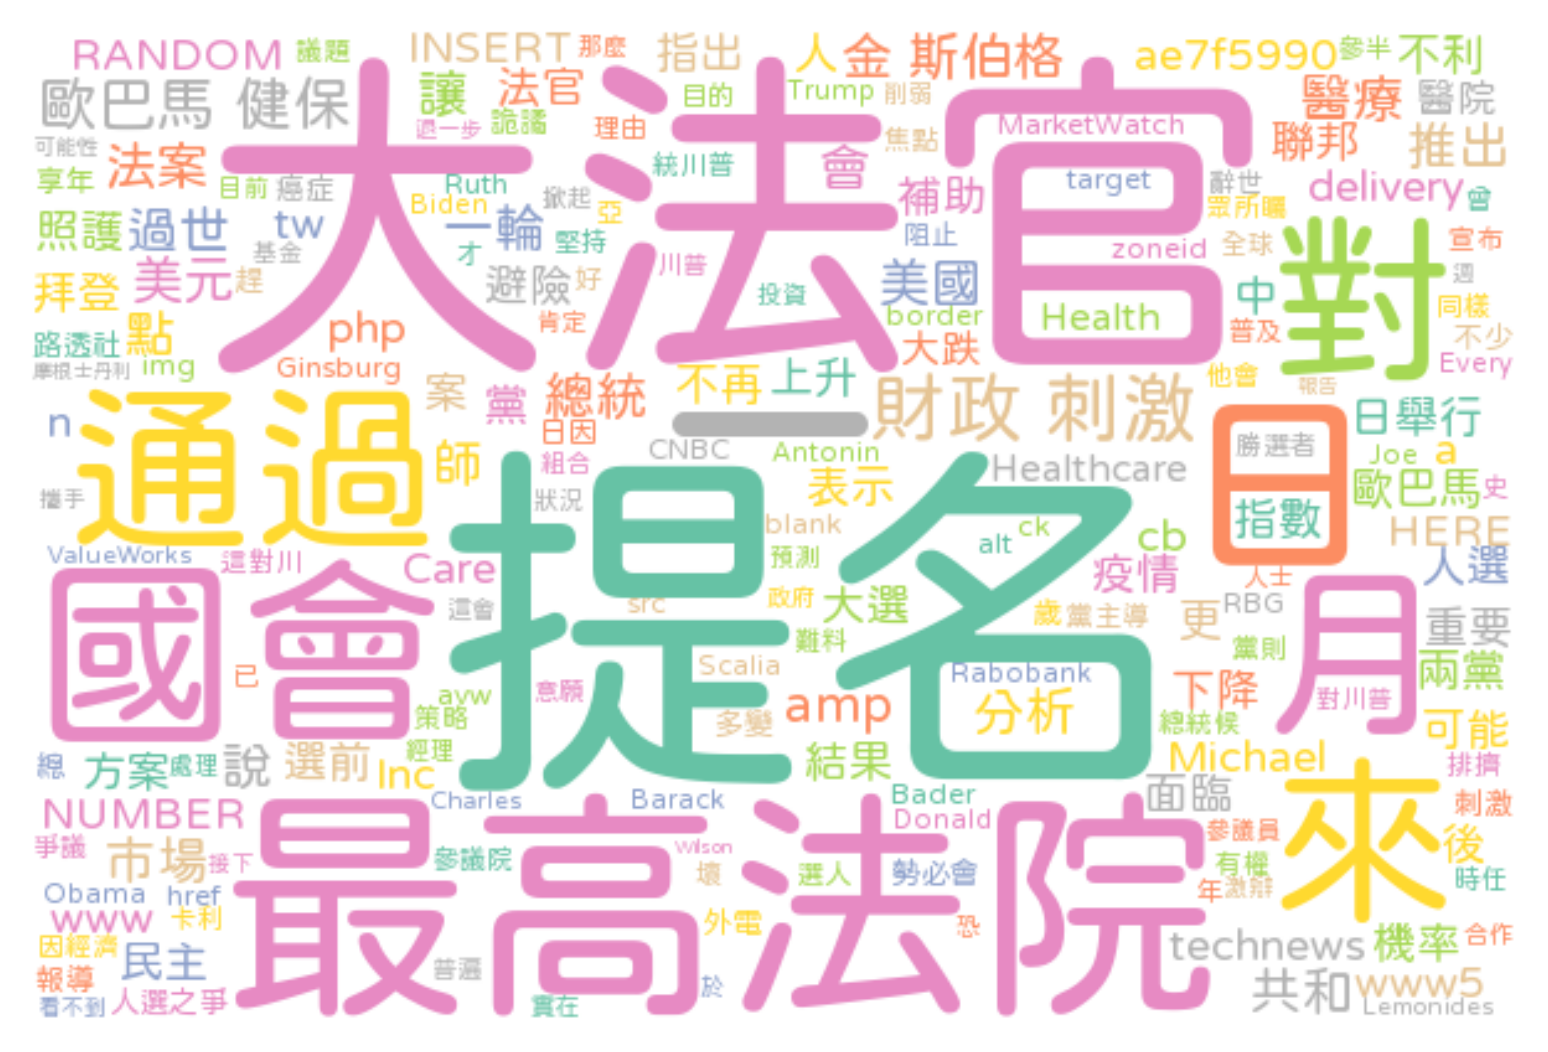 RANDOM 議題 INSERT 那麼 指出 人 金 斯伯格 ae7f5990 參半 不利
歐巴馬 健保 讓 法官 目的 Trump 削弱 醫療 醫院
退一步 詭譎 理由 焦點 MarketWatch 聯邦 推出
可能性 法案 統川普 會
大法官
享年 目前 癌症 Ruth 掀起 補助 target 辭世 delivery 會
照護 過世 tw Biden 一輪 亞 阻止 眾所矚
基金 才 堅持 zoneid 全球 對 宣布
拜登 美元 趕 避險 好 川普 投資 美國 中 週
路透社 點 php 肯定 border Health 普及 同樣 不少
摩根士丹利 img Ginsburg 大跌 Every
案 黨 總統 不再 上升 財政 刺激 他會 報告
n 通過 師 日因 一 日 勝選者 日舉行
組合 CNBC Antonin Healthcare Joe a
攜手 狀況 表示 指數 歐巴馬 史
提名 blank alt ck cb HERE
ValueWorks 這對川 Care 預測 疫情 人士 人選
國會 這會 src 政府 大選 歲 黨主導 更 RBG 月 重要
難料 黨則 兩黨
已 avw 意願 Scalia Rabobank 下降 對川普
策略 多變 amp 分析 總統候 可能
總 方案 處理 說 選前 經理 Inc 結果 Michael 排擠
NUMBER Charles Barack Bader 面臨 來 刺激
最高法院
爭議 市場 接下 參議院 Wilson Donald 參議員 後
Obama href 壞 選人 勢必會 有權 時任
www 卡利 外電 恐 年 激辯
因經濟 民主 technews 機率 合作
報導 普遍 共和 www5
看不到 人選之爭 實在 於 Lemonides